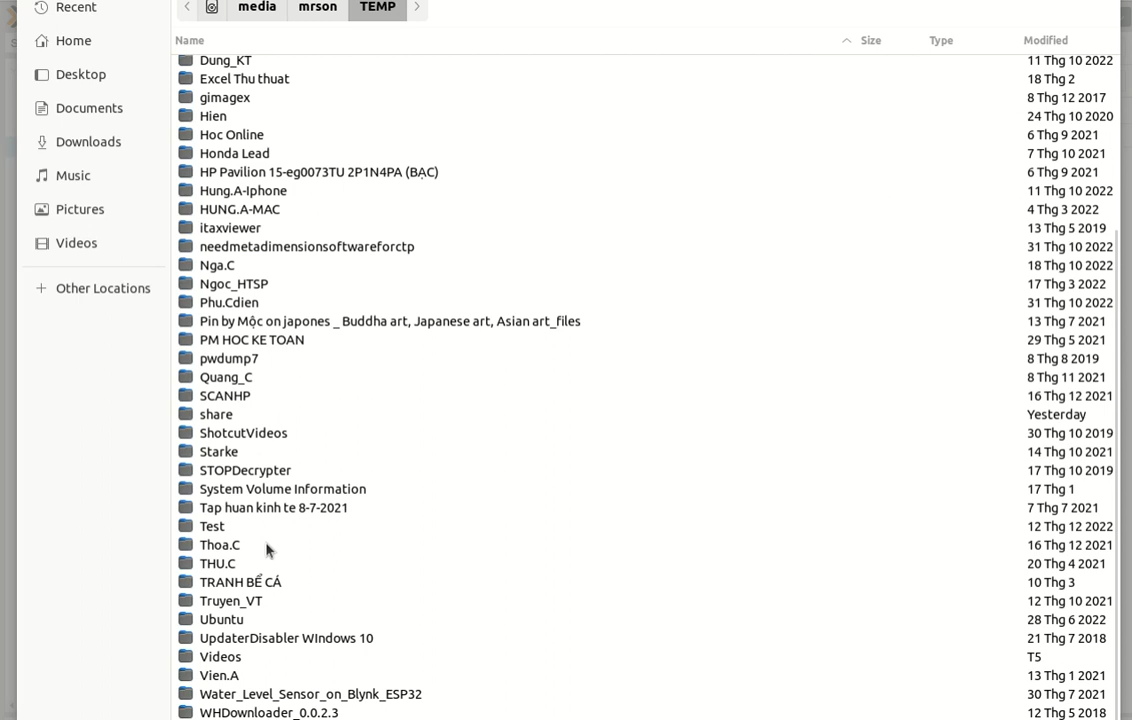 Recent
media mrson TEMP
Home
Name Size Type Modified
Dung_KT 11 Thg 10 2022
Desktop
Excel Thu thuat 18 Thg 2
gimagex 8 Thg 12 2017
Documents
Hien 24 Thg 10 2020
Hoc Online 6 Thg 9 2021
Downloads
Honda Lead 7 Thg 10 2021
HP Pavilion 15-eg0073TU 2P1N4PA (BẠC) 6 Thg 9 2021
Music
Hung.A-Iphone 11 Thg 10 2022
HUNG.A-MAC 4 Thg 3 2022
Pictures
itaxviewer 13 Thg 5 2019
Videos
needmetadimensionsoftwareforctp 31 Thg 10 2022
Nga.C 18 Thg 10 2022
Ngoc_HTSP 17 Thg 3 2022
Other Locations
Phu.Cdien 31 Thg 10 2022
Pin by Mộc on japones _ Buddha art, Japanese art, Asian art_files 13 Thg 7 2021
PM HOC KE TOAN 29 Thg 5 2021
pwdump7 8 Thg 8 2019
Quang_C 8 Thg 11 2021
SCANHP 16 Thg 12 2021
share Yesterday
ShotcutVideos 30 Thg 10 2019
Starke 14 Thg 10 2021
STOPDecrypter 17 Thg 10 2019
System Volume Information 17 Thg 1
Tap huan kinh te 8-7-2021 7 Thg 7 2021
Test 12 Thg 12 2022
Thoa.C 16 Thg 12 2021
THU.C 20 Thg 4 2021
TRANH BỂ CÁ 10 Thg 3
Truyen_VT 12 Thg 10 2021
Ubuntu 28 Thg 6 2022
UpdaterDisabler WIndows 10 21 Thg 7 2018
Videos T5
Vien.A 13 Thg 1 2021
Water_Level_Sensor_on_Blynk_ESP32 30 Thg 7 2021
WHDownloader_0.0.2.3 12 Thg 5 2018